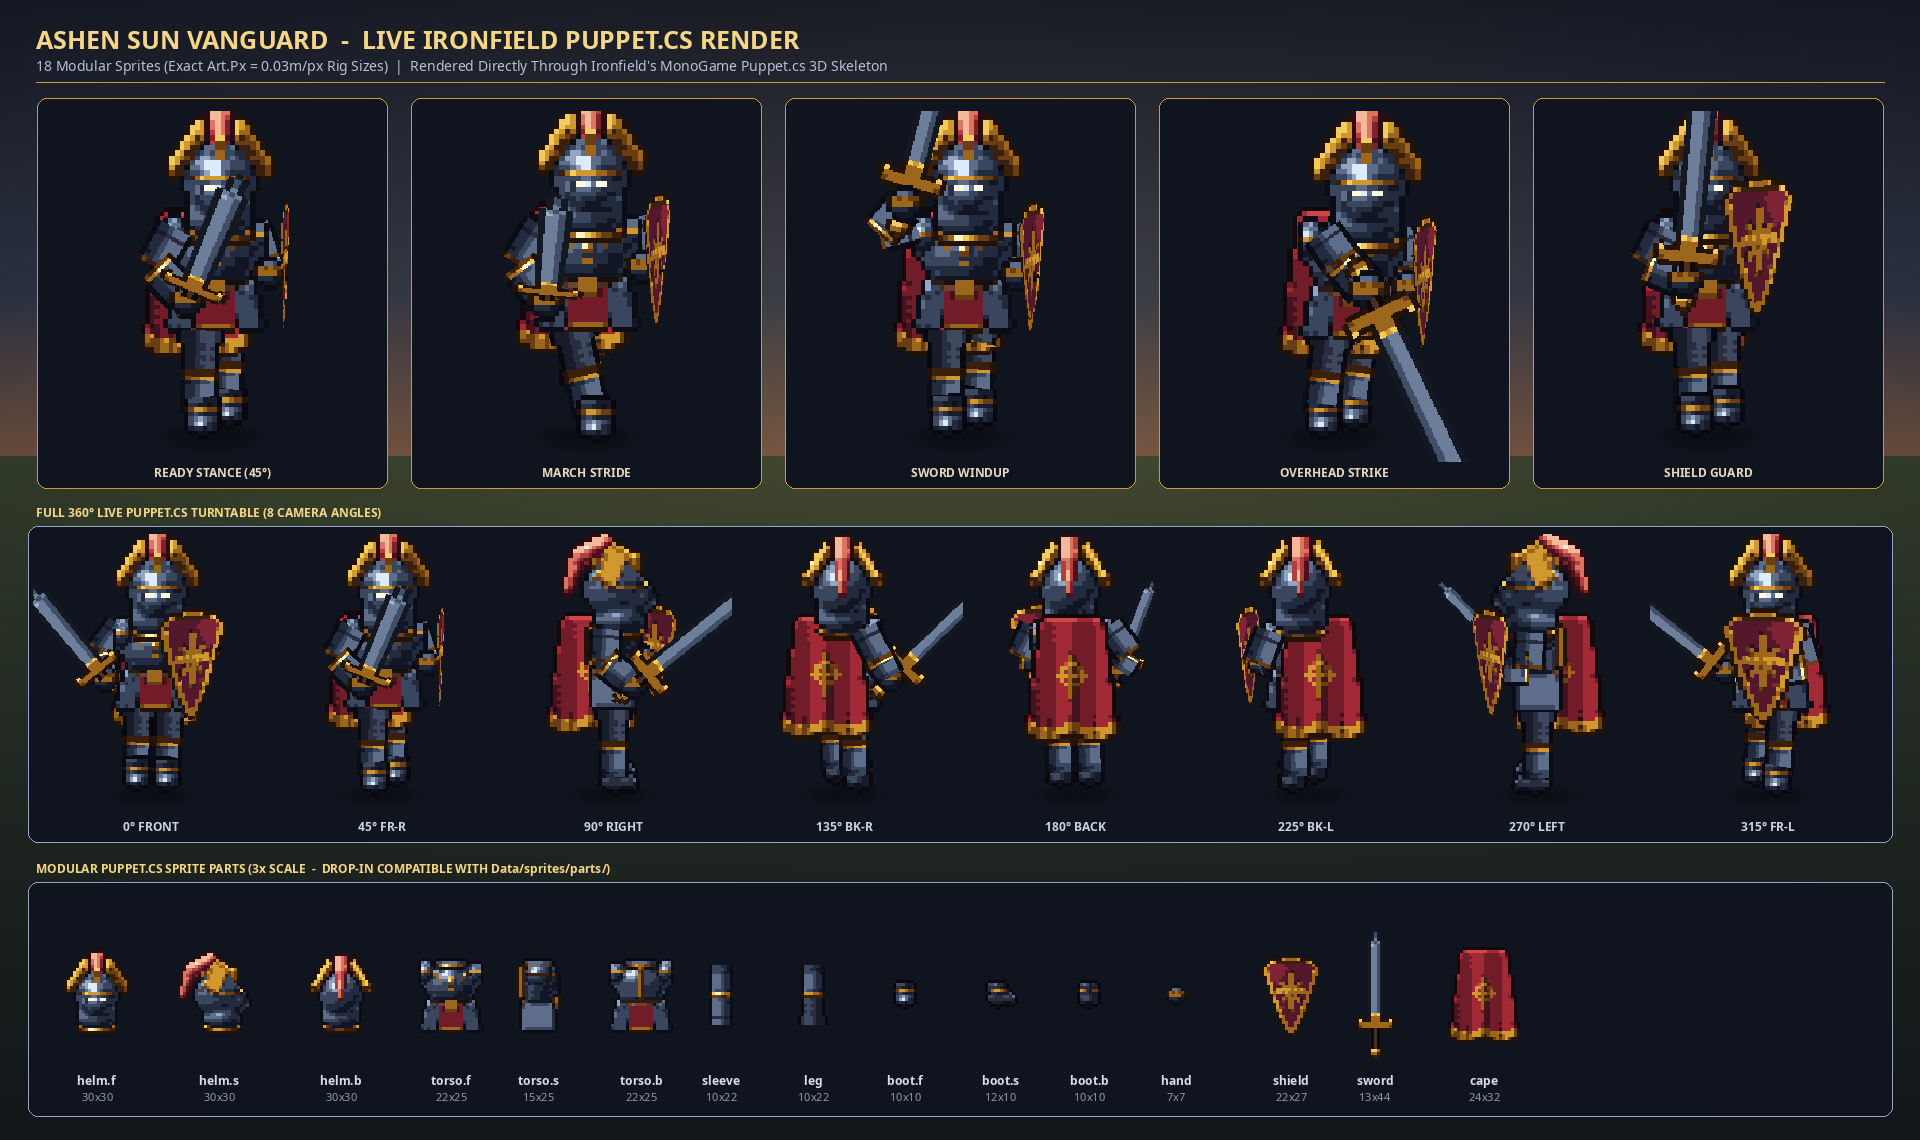 ASHEN SUN VANGUARD - LIVE IRONFIELD PUPPET.CS RENDER
18 Modular Sprites (Exact Art.Px = 0.03m/px Rig Sizes) | Rendered Directly Through Ironfield's MonoGame Puppet.cs 3D Skeleton
READY STANCE (45°) MARCH STRIDE SWORD WINDUP OVERHEAD STRIKE SHIELD GUARD
FULL 360° LIVE PUPPET.CS TURNTABLE (8 CAMERA ANGLES)
0° FRONT 45° FR-R 90° RIGHT 135° BK-R 180° BACK 225° BK-L 270° LEFT 315° FR-L
MODULAR PUPPET.CS SPRITE PARTS (3x SCALE - DROP-IN COMPATIBLE WITH Data/sprites/parts/)
helm.f helm.s helm.b torso.f torso.s torso.b sleeve leg boot.f boot.s boot.b hand shield sword cape
30x30 30x30 30x30 22x25 15x25 22x25 10x22 10x22 10x10 12x10 10x10 7x7 22x27 13x44 24x32